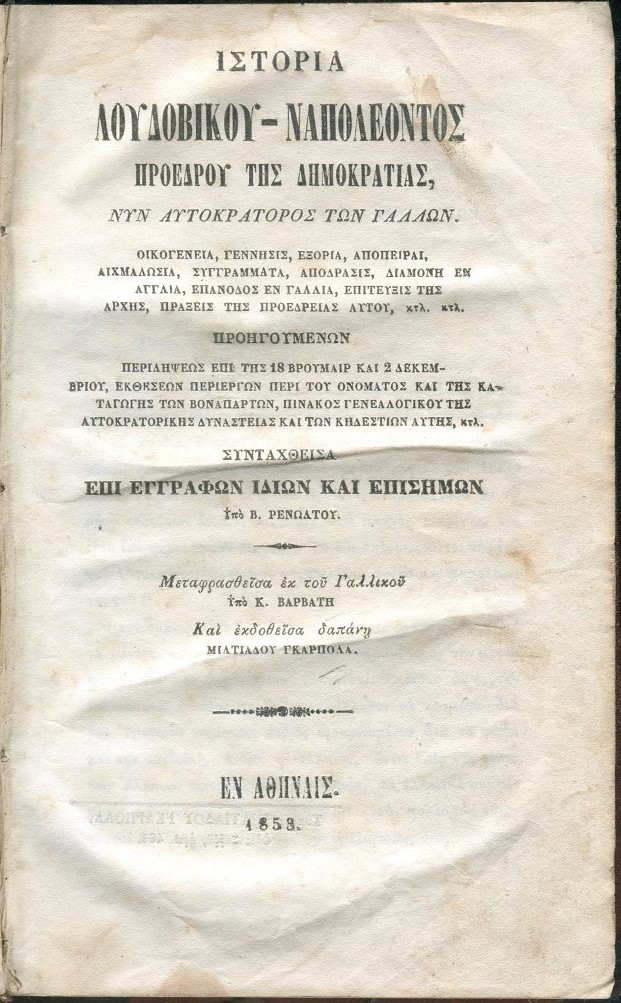 ΙΣΤΟΡΙΑ
ΛΟΥΔΟΒΙΚΟΥ-ΝΑΠΟΛΕΟΝΤΟΣ
ΠΡΟΕΔΡΟΥ ΤΗΣ ΔΗΜΟΚΡΑΤΙΑΣ,
ΝΥΝ ΑΥΤΟΚΡΑΤΟΡΟΣ ΤΩΝ ΓΑΛΛΩΝ.
ΟΙΚΟΓΕΝΕΙΑ, ΓΕΝΝΗΣΙΣ, ΕΞΟΡΙΑ, ΑΠΟΠΕΙΡΑΙ,
ΑΙΧΜΑΛΩΣΙΑ, ΣΥΓΓΡΑΜΜΑΤΑ, ΑΠΟΔΡΑΣΙΣ, ΔΙΑΜΟΝΗ ΕΝ
ΑΓΓΛΙΑ, ΕΠΑΝΟΔΟΣ ΕΝ ΓΑΛΛΙΑ, ΕΠΙΤΕΥΞΙΣ ΤΗΣ
ΑΡΧΗΣ, ΠΡΑΞΕΙΣ ΤΗΣ ΠΡΟΕΔΡΕΙΑΣ ΑΥΤΟΥ, κτλ. κτλ.
ΠΡΟΗΓΟΥΜΕΝΩΝ
ΠΕΡΙΛΗΨΕΩΣ ΕΠΙ ΤΗΣ 18 ΒΡΟΥΜΑΙΡ ΚΑΙ 2 ΔΕΚΕΜ-
ΒΡΙΟΥ, ΕΚΘΕΣΕΩΝ ΠΕΡΙΕΡΓΩΝ ΠΕΡΙ ΤΟΥ ΟΝΟΜΑΤΟΣ ΚΑΙ ΤΗΣ ΚΑ-
ΤΑΓΩΓΗΣ ΤΩΝ ΒΟΝΑΠΑΡΤΩΝ, ΠΙΝΑΚΟΣ ΓΕΝΕΑΛΟΓΙΚΟΥ ΤΗΣ
ΑΥΤΟΚΡΑΤΟΡΙΚΗΣ ΔΥΝΑΣΤΕΙΑΣ ΚΑΙ ΤΩΝ ΚΗΔΕΣΤΙΩΝ ΑΥΤΗΣ, κτλ.
ΣΥΝΤΑΧΘΕΙΣΑ
ΕΠΙ ΕΓΓΡΑΦΩΝ ΙΔΙΩΝ ΚΑΙ ΕΠΙΣΗΜΩΝ
ὑπὸ Β. ΡΕΝΩΛΤΟΥ.
Μεταφρασθεῖσα ἐκ τοῦ Γαλλικοῦ
ὑπὸ Κ. ΒΑΡΒΑΤΗ
Καὶ ἐκδοθεῖσα δαπάνῃ
ΜΙΛΤΙΑΔΟΥ ΓΚΑΡΠΟΛΑ.
ΕΝ ΑΘΗΝΑΙΣ.
1853.